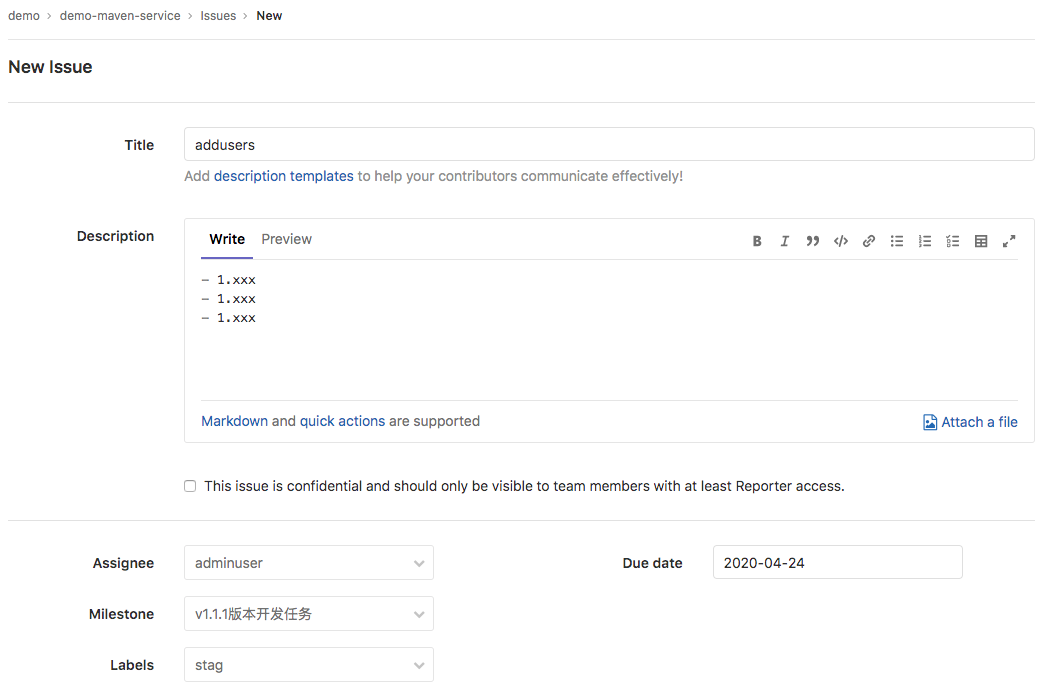 demo › demo-maven-service › Issues › New
New Issue
Title
addusers
Add description templates to help your contributors communicate effectively!
Description
Write Preview
– 1.xxx
– 1.xxx
– 1.xxx
Markdown and quick actions are supported
Attach a file
This issue is confidential and should only be visible to team members with at least Reporter access.
Assignee
adminuser
Due date
2020-04-24
Milestone
v1.1.1版本开发任务
Labels
stag